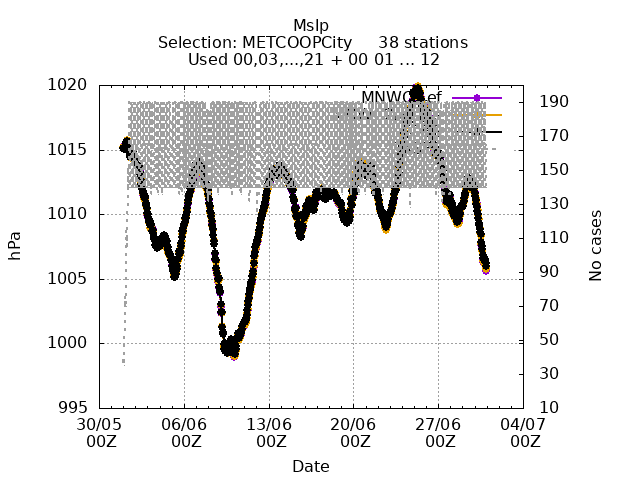 Mslp
Selection: METCOOPCity     38 stations
Used 00,03,...,21 + 00 01 ... 12
1020
1015
1010
1005
1000
995
hPa
190
170
150
130
110
90
70
50
30
10
No cases
30/05 00Z
06/06 00Z
13/06 00Z
20/06 00Z
27/06 00Z
04/07 00Z
Date